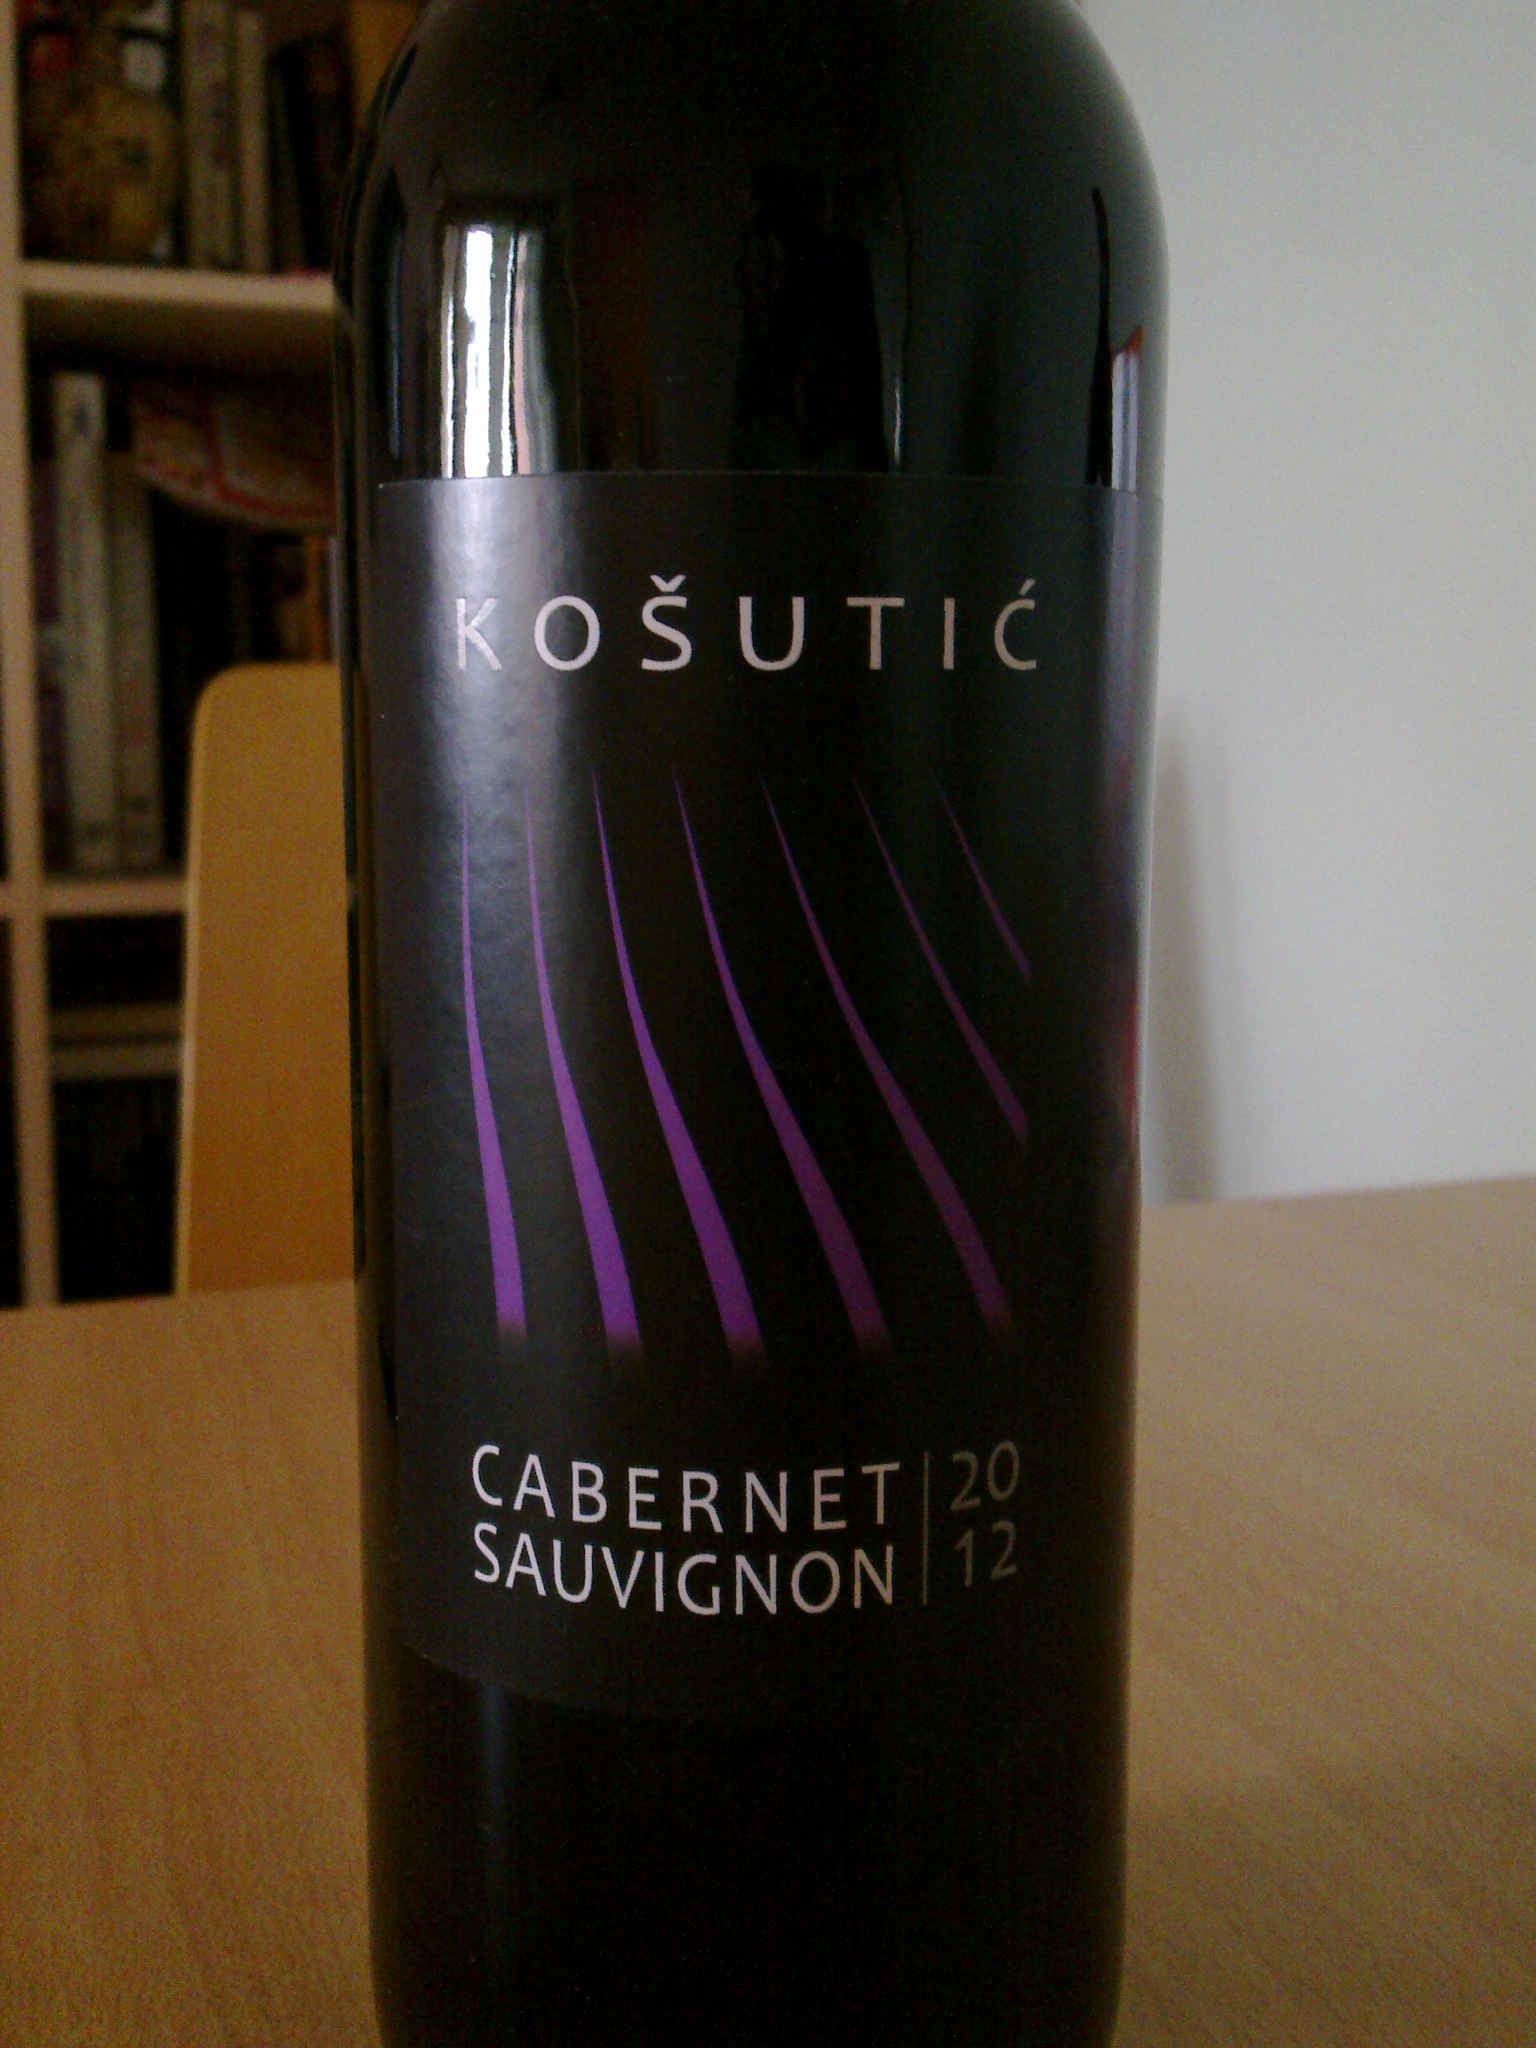 KOŠUTIĆ
CABERNET
SAUVIGNON
20
12